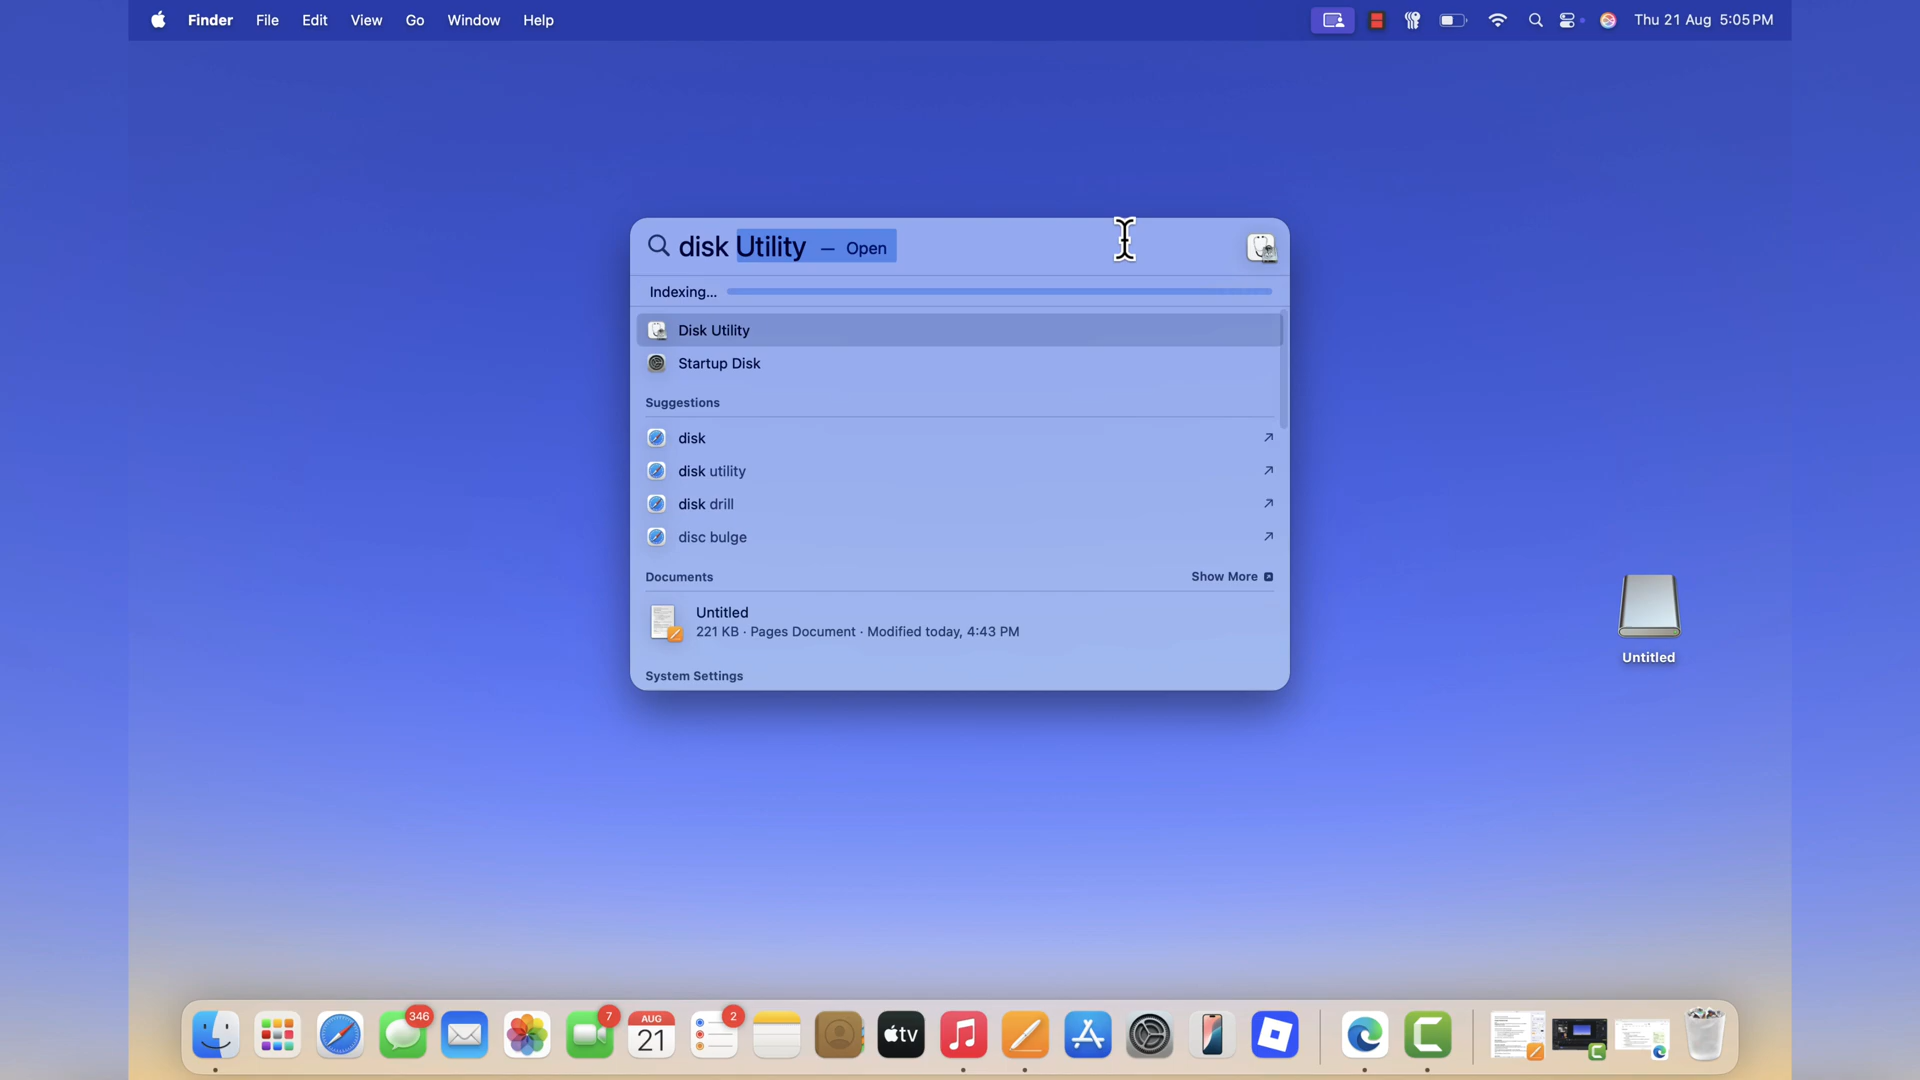 Finder File Edit View Go Window Help Thu 21 Aug 5:05 PM
disk Utility — Open
Indexing...
Disk Utility
Startup Disk
Suggestions
disk
disk utility
disk drill
disc bulge
Documents Show More
Untitled
221 KB · Pages Document · Modified today, 4:43 PM
System Settings
Untitled
346
7
AUG
21
2
tv